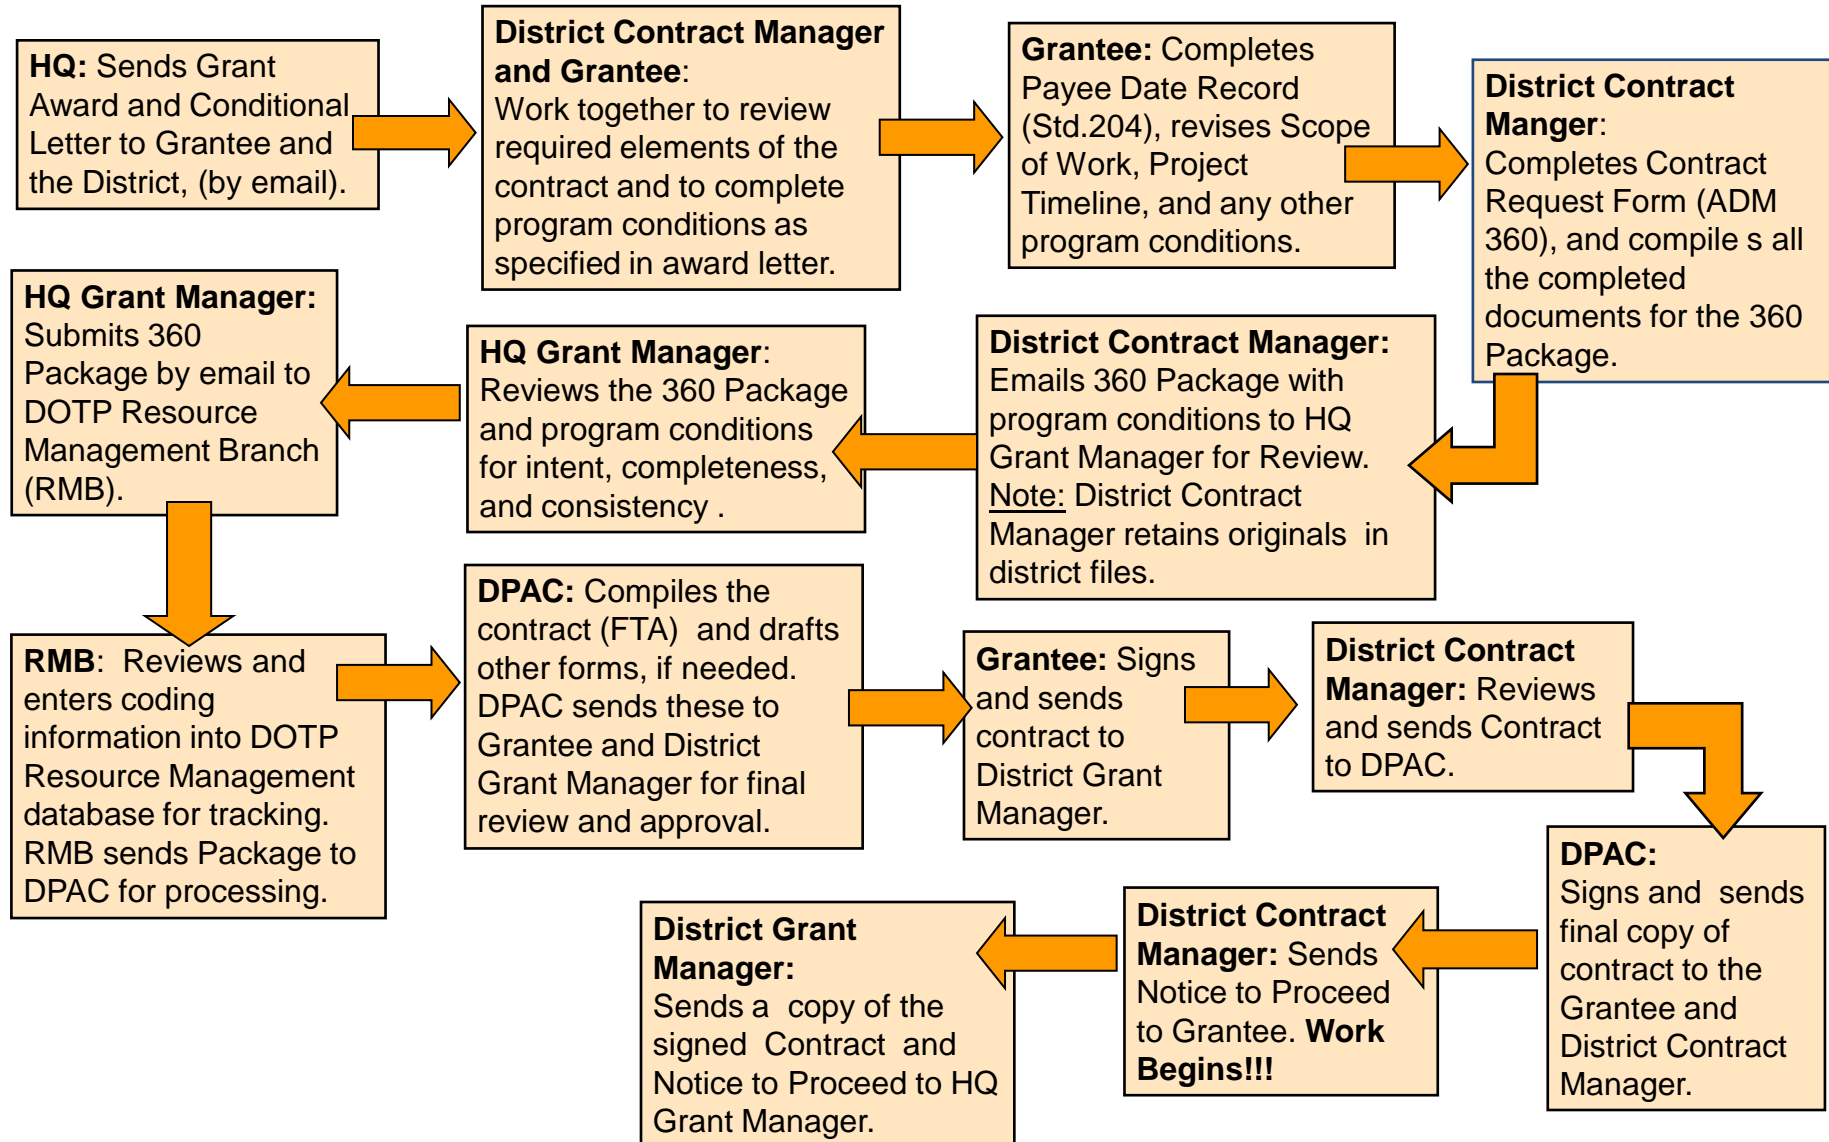 HQ: Sends Grant
Award and Conditional
Letter to Grantee and
the District, (by email).
District Contract Manager
and Grantee:
Work together to review
required elements of the
contract and to complete
program conditions as
specified in award letter.
Grantee: Completes
Payee Date Record
(Std.204), revises Scope
of Work, Project
Timeline, and any other
program conditions.
District Contract
Manger:
Completes Contract
Request Form (ADM
360), and compile s all
the completed
documents for the 360
Package.
District Contract Manager:
Emails 360 Package with
program conditions to HQ
Grant Manager for Review.
Note: District Contract
Manager retains originals  in
district files.
HQ Grant Manager:
Reviews the 360 Package
and program conditions
for intent, completeness,
and consistency .
HQ Grant Manager:
Submits 360
Package by email to
DOTP Resource
Management Branch
(RMB).
RMB:  Reviews and
enters coding
information into DOTP
Resource Management
database for tracking.
RMB sends Package to
DPAC for processing.
DPAC: Compiles the
contract (FTA)  and drafts
other forms, if needed.
DPAC sends these to
Grantee and District
Grant Manager for final
review and approval.
Grantee: Signs
and sends
contract to
District Grant
Manager.
District Contract
Manager: Reviews
and sends Contract
to DPAC.
DPAC:
Signs and  sends
final copy of
contract to the
Grantee and
District Contract
Manager.
District Contract
Manager: Sends
Notice to Proceed
to Grantee. Work
Begins!!!
District Grant
Manager:
Sends a  copy of the
signed  Contract  and
Notice to Proceed to HQ
Grant Manager.